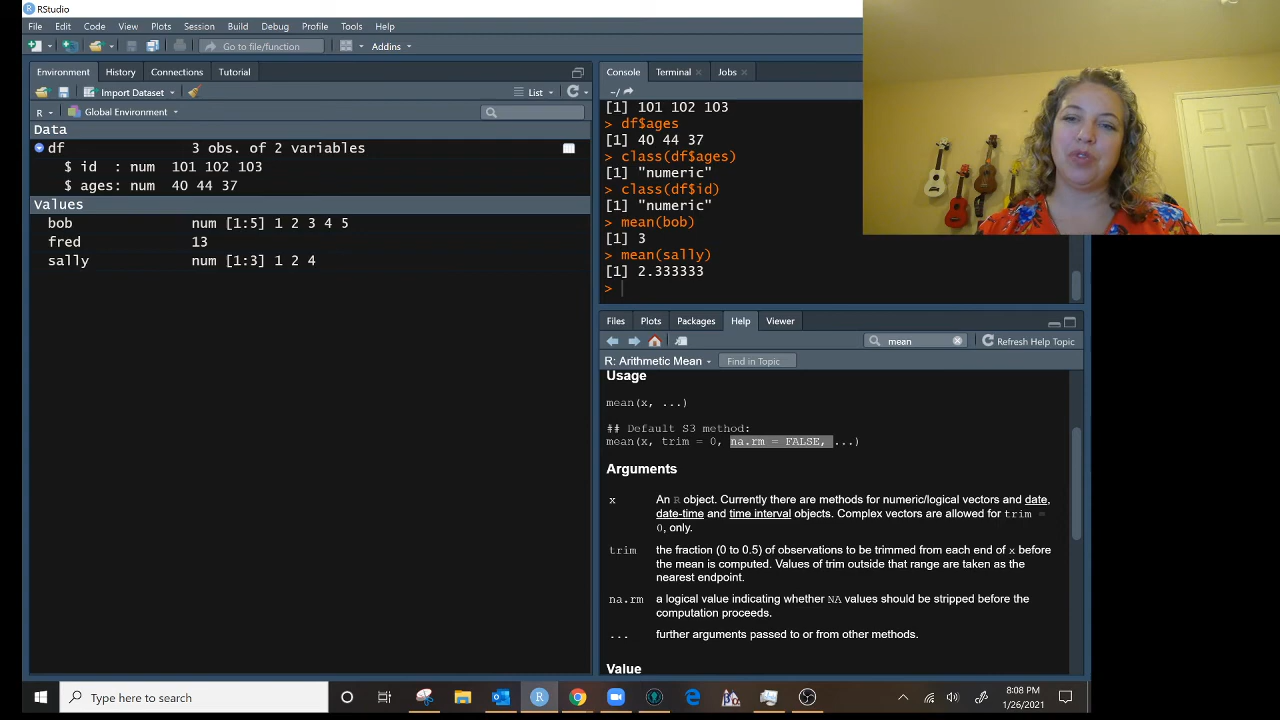 RStudio
File Edit Code View Plots Session Build Debug Profile Tools Help
Go to file/function Addins
Environment History Connections Tutorial
Import Dataset List
R Global Environment
Data
df 3 obs. of 2 variables
$ id : num 101 102 103
$ ages: num 40 44 37
Values
bob num [1:5] 1 2 3 4 5
fred 13
sally num [1:3] 1 2 4
Console Terminal Jobs
~/
[1] 101 102 103
> df$ages
[1] 40 44 37
> class(df$ages)
[1] "numeric"
> class(df$id)
[1] "numeric"
> mean(bob)
[1] 3
> mean(sally)
[1] 2.333333
>
Files Plots Packages Help Viewer
mean Refresh Help Topic
R: Arithmetic Mean Find in Topic
Usage
mean(x, ...)
## Default S3 method:
mean(x, trim = 0, na.rm = FALSE, ...)
Arguments
x An R object. Currently there are methods for numeric/logical vectors and date,
date-time and time interval objects. Complex vectors are allowed for trim =
0, only.
trim the fraction (0 to 0.5) of observations to be trimmed from each end of x before
the mean is computed. Values of trim outside that range are taken as the
nearest endpoint.
na.rm a logical value indicating whether NA values should be stripped before the
computation proceeds.
... further arguments passed to or from other methods.
Value
Type here to search
8:08 PM
1/26/2021